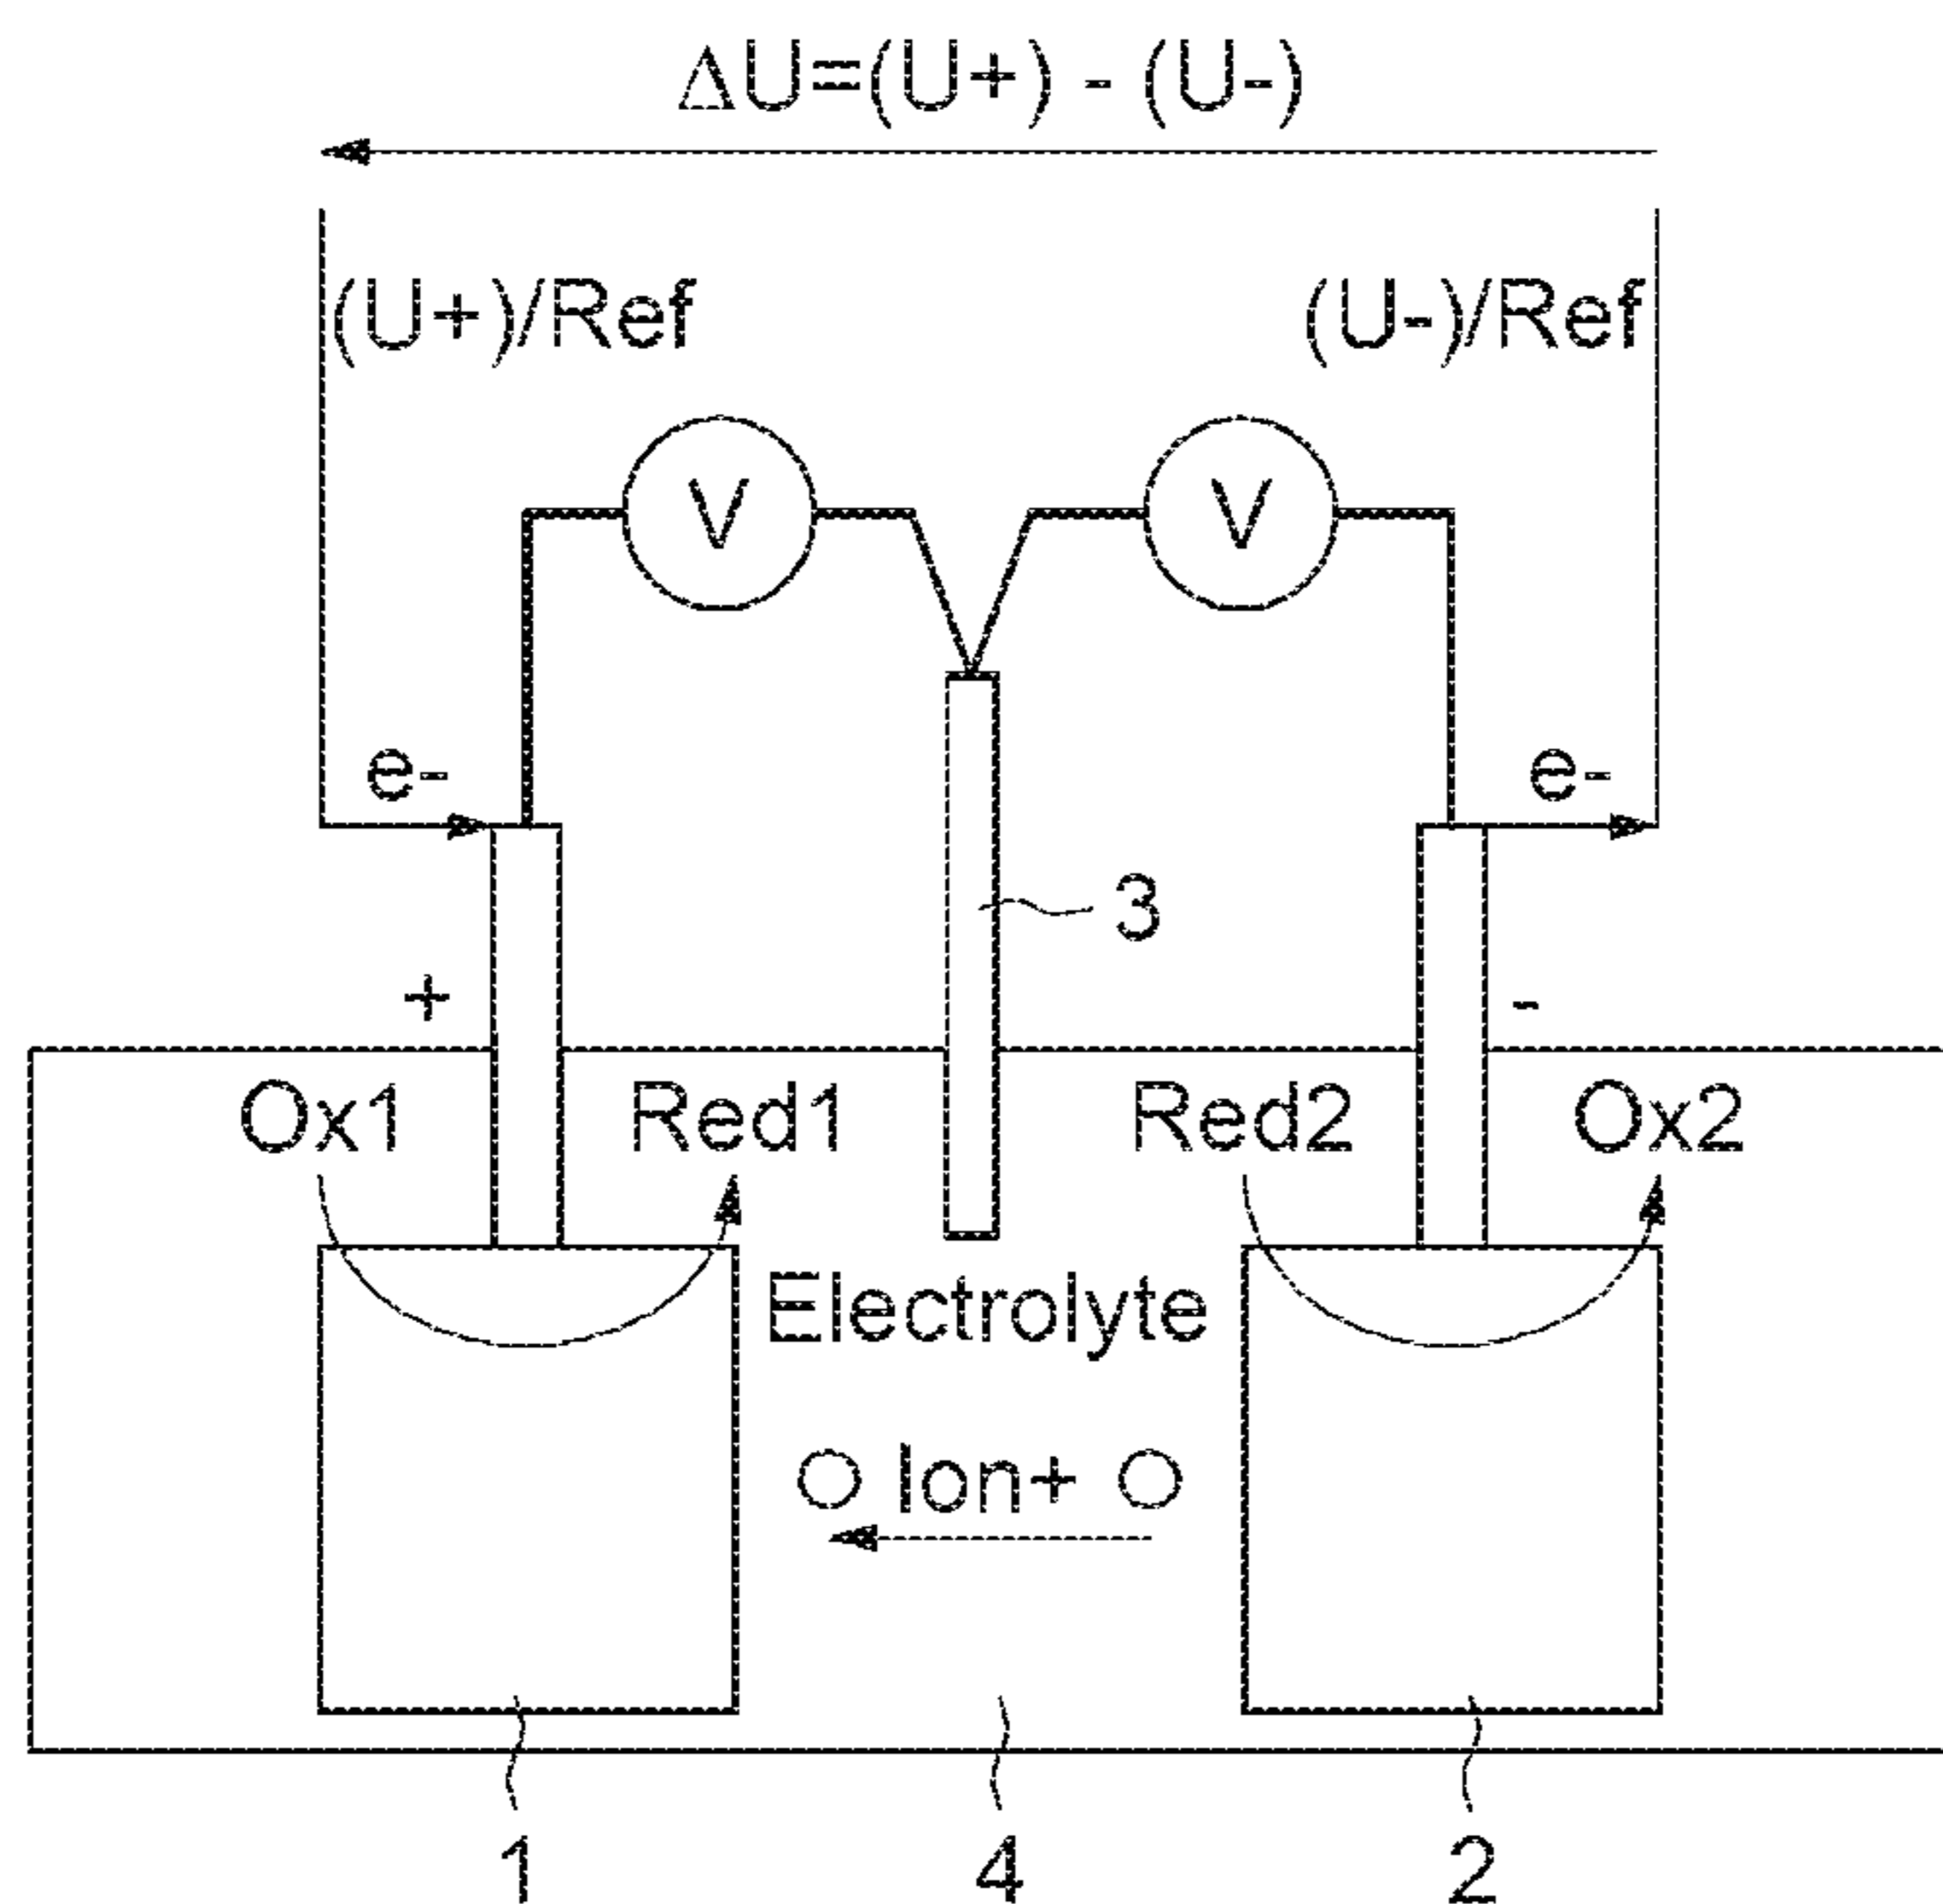 ΔU=(U+) - (U-)
(U+)/Ref (U-)/Ref
V V
e- e-
3
+ -
Ox1 Red1 Red2 Ox2
Electrolyte
Ion+
1 4 2